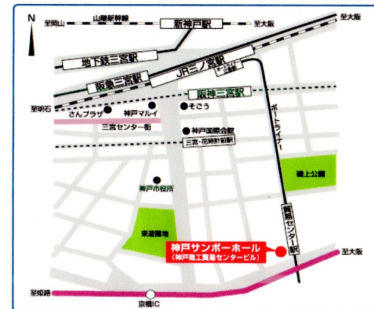 N
至岡山
山陽新幹線
新神戸駅
至大阪
地下鉄三宮駅
至大阪
阪急三宮駅
JR三ノ宮駅
阪神三宮駅
至明石
さんプラザ
神戸マルイ
そごう
三宮センター街
神戸国際会館
三宮・花時計前駅
ポートライナー
神戸市役所
磯上公園
東遊園地
貿易センター駅
神戸サンボーホール
(神戸商工貿易センタービル)
至大阪
至姫路
京橋IC